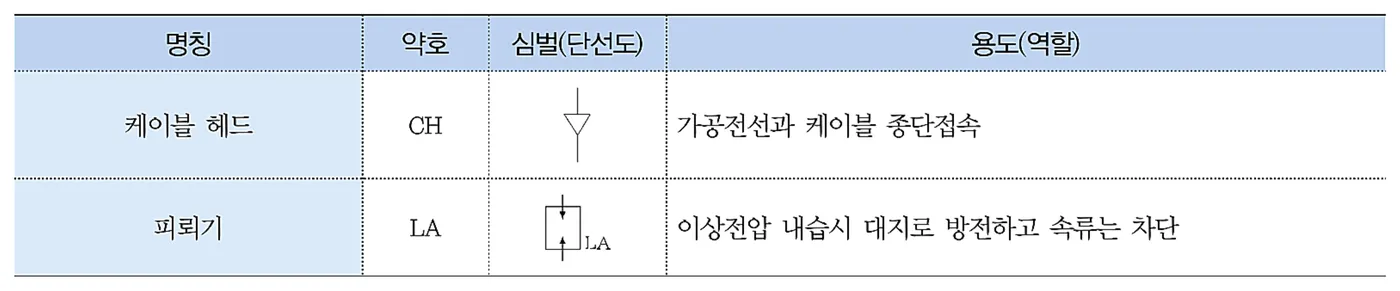 명칭 약호 심벌(단선도) 용도(역할)
케이블 헤드 CH 가공전선과 케이블 종단접속
피뢰기 LA LA 이상전압 내습시 대지로 방전하고 속류는 차단